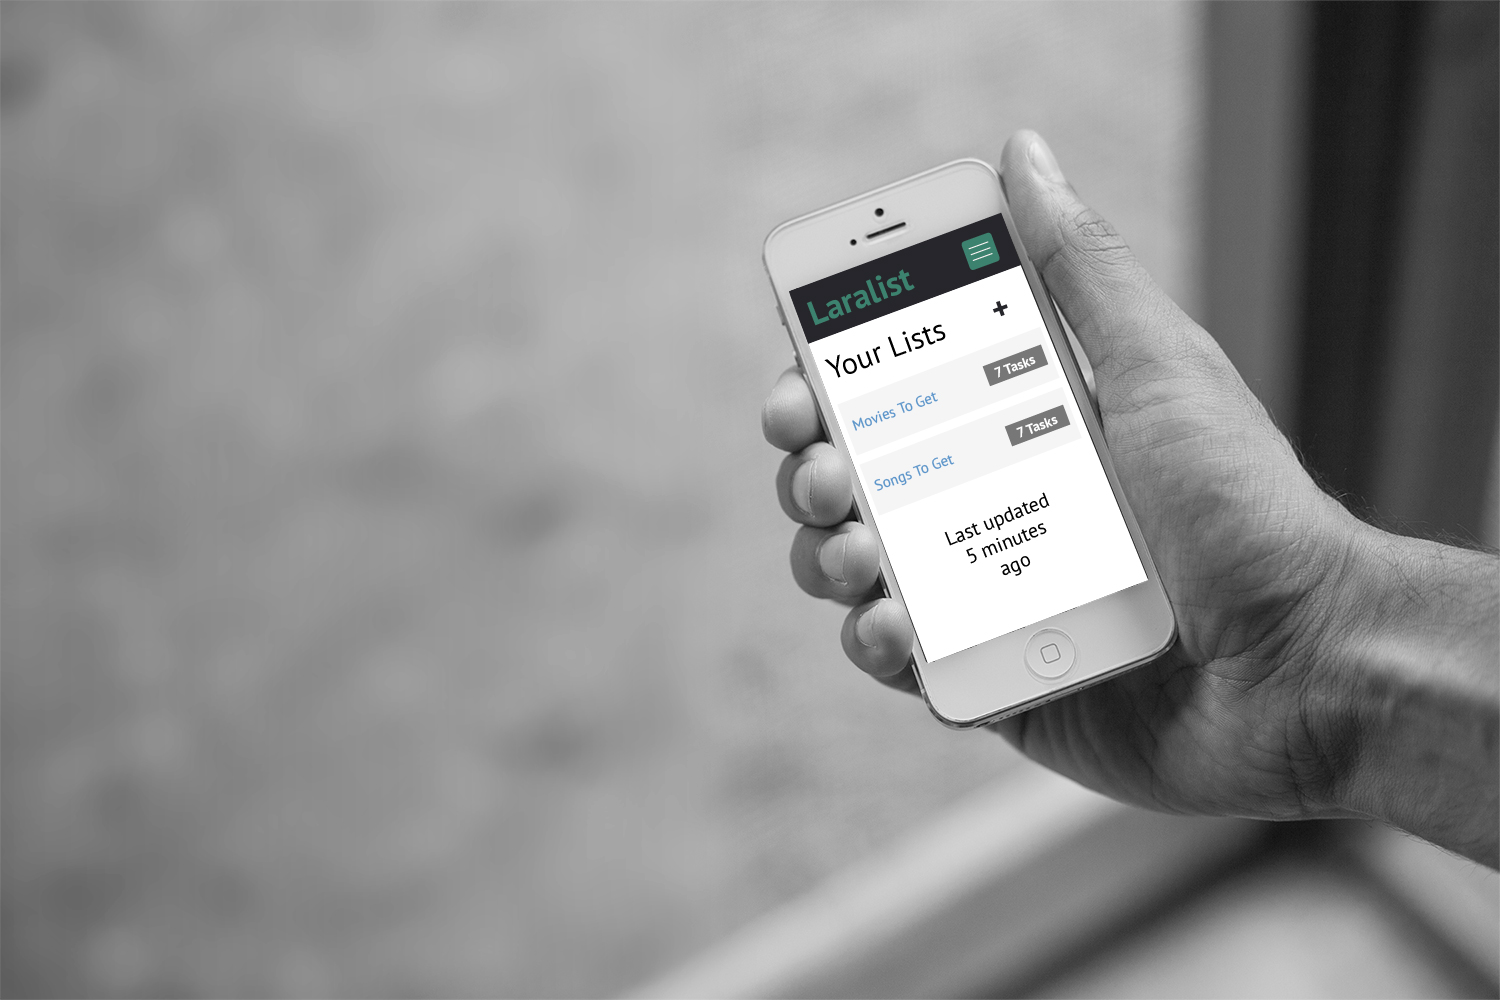 Laralist
Your Lists
Movies To Get
7 Tasks
Songs To Get
7 Tasks
Last updated
5 minutes
ago